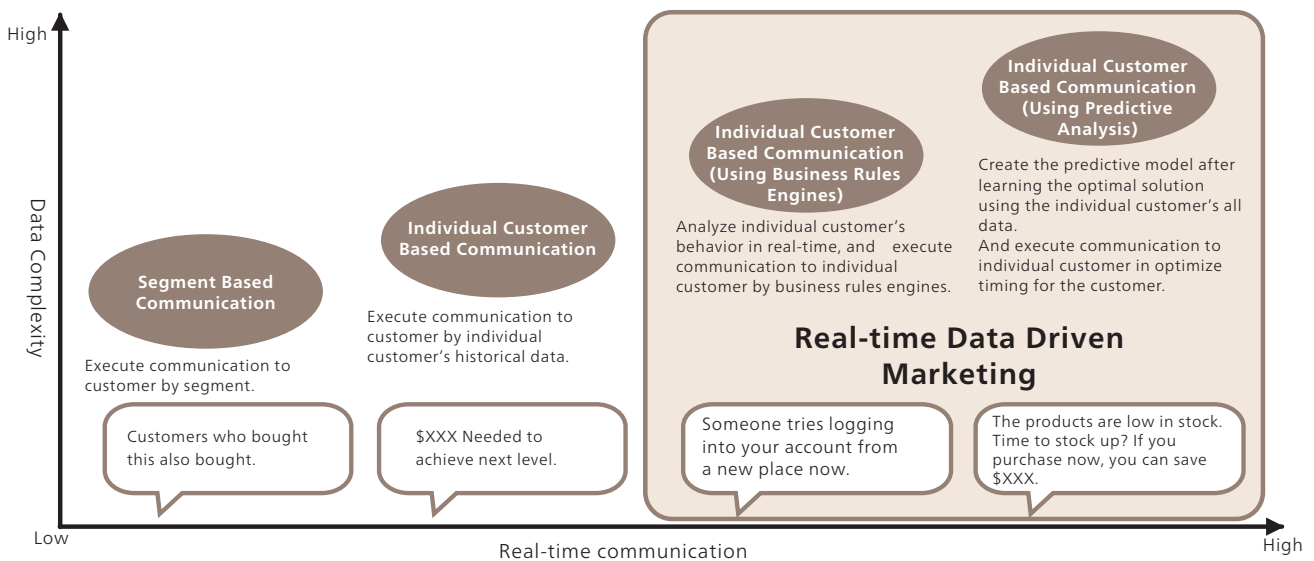 High
Data Complexity
Low
Real-time communication
High
Segment Based
Communication
Execute communication to
customer by segment.
Customers who bought
this also bought.
Individual Customer
Based Communication
Execute communication to
customer by individual
customer’s historical data.
$XXX Needed to
achieve next level.
Individual Customer
Based Communication
(Using Business Rules
Engines)
Analyze individual customer’s
behavior in real-time, and execute
communication to individual
customer by business rules engines.
Individual Customer
Based Communication
(Using Predictive
Analysis)
Create the predictive model after
learning the optimal solution
using the individual customer’s all
data.
And execute communication to
individual customer in optimize
timing for the customer.
Real-time Data Driven
Marketing
Someone tries logging
into your account from
a new place now.
The products are low in stock.
Time to stock up? If you
purchase now, you can save
$XXX.